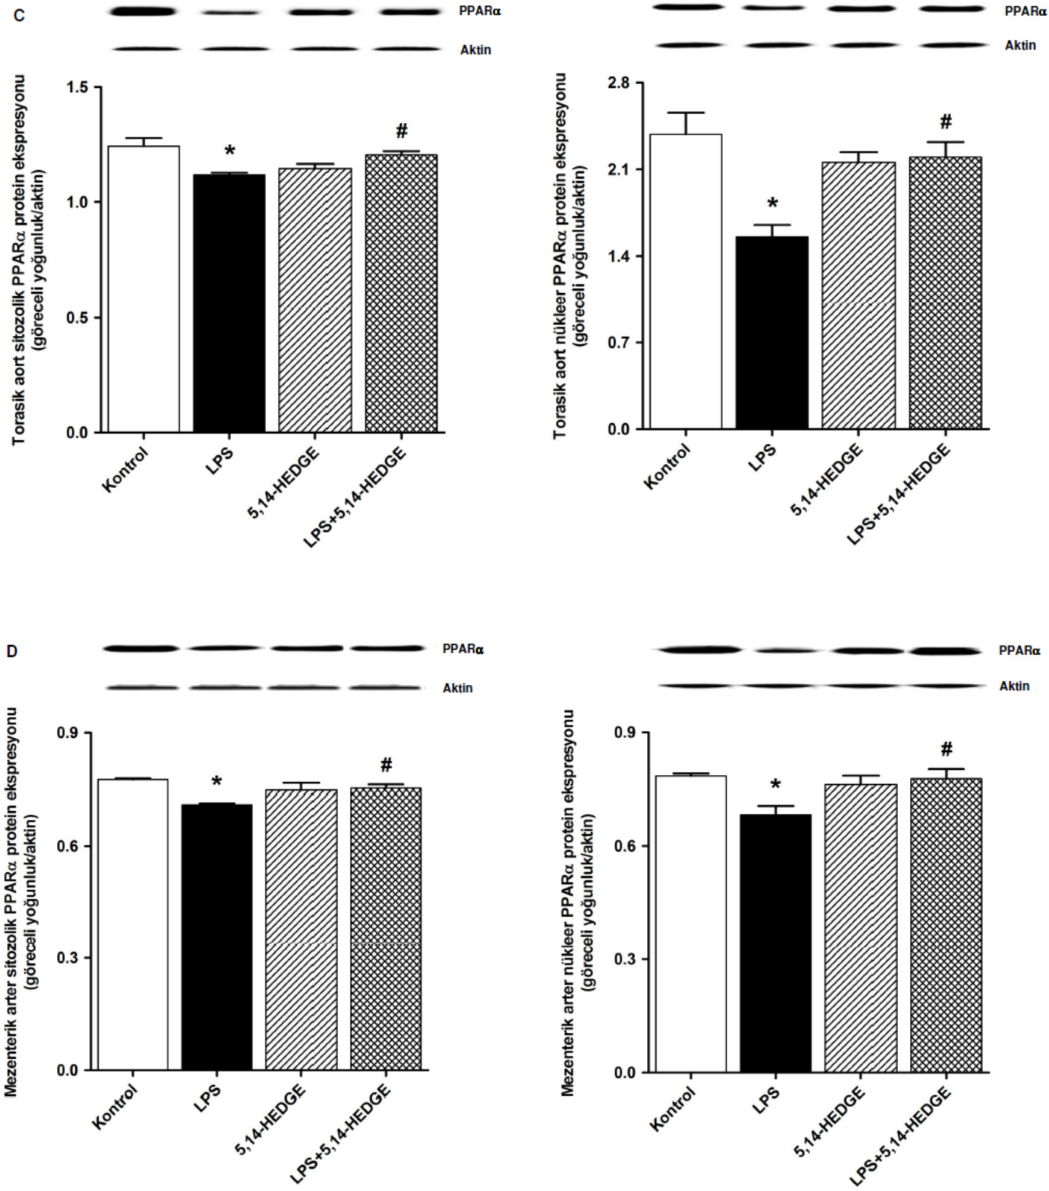 C
PPARα
Aktin
Torasik aort sitozolik PPARα protein ekspresyonu
(göreceli yoğunluk/aktin)
1.5
1.0
0.5
0.0
*
#
Kontrol
LPS
5,14-HEDGE
LPS+5,14-HEDGE
PPARα
Aktin
Torasik aort nükleer PPARα protein ekspresyonu
(göreceli yoğunluk/aktin)
2.8
2.1
1.4
0.7
0.0
*
#
Kontrol
LPS
5,14-HEDGE
LPS+5,14-HEDGE
D
PPARα
Aktin
Mezenterik arter sitozolik PPARα protein ekspresyonu
(göreceli yoğunluk/aktin)
0.9
0.6
0.3
0.0
*
#
Kontrol
LPS
5,14-HEDGE
LPS+5,14-HEDGE
PPARα
Aktin
Mezenterik arter nükleer PPARα protein ekspresyonu
(göreceli yoğunluk/aktin)
0.9
0.6
0.3
0.0
*
#
Kontrol
LPS
5,14-HEDGE
LPS+5,14-HEDGE